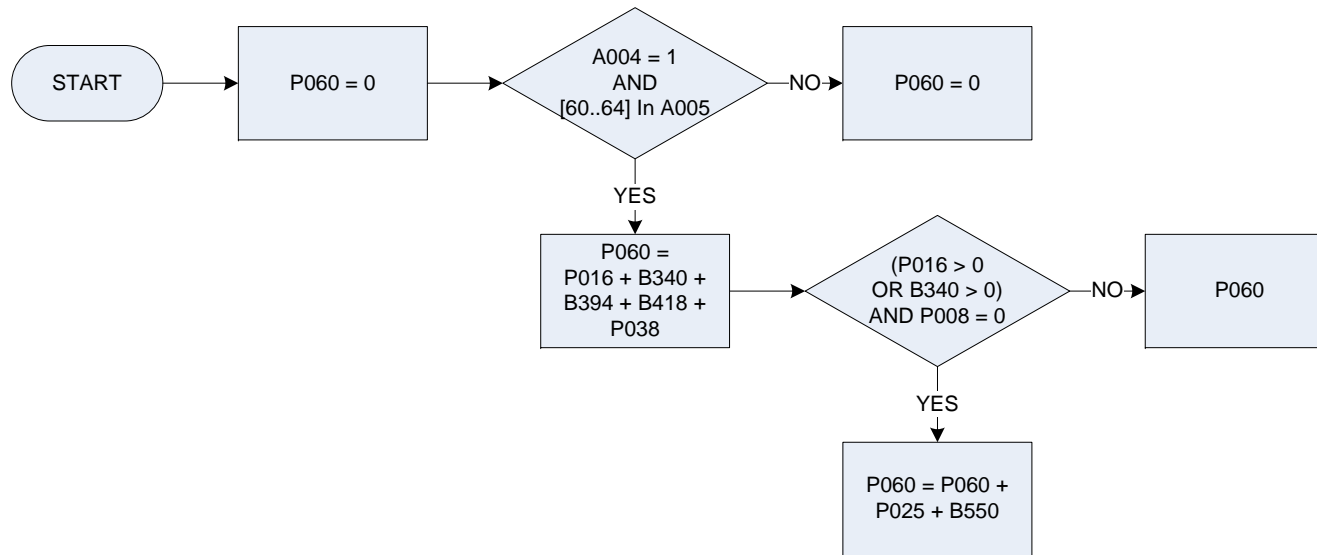 START
P060 = 0
A004 = 1
AND
[60..64] In A005
NO
P060 = 0
YES
P060 =
P016 + B340 +
B394 + B418 +
P038
(P016 > 0
OR B340 > 0)
AND P008 = 0
NO
P060
YES
P060 = P060 +
P025 + B550